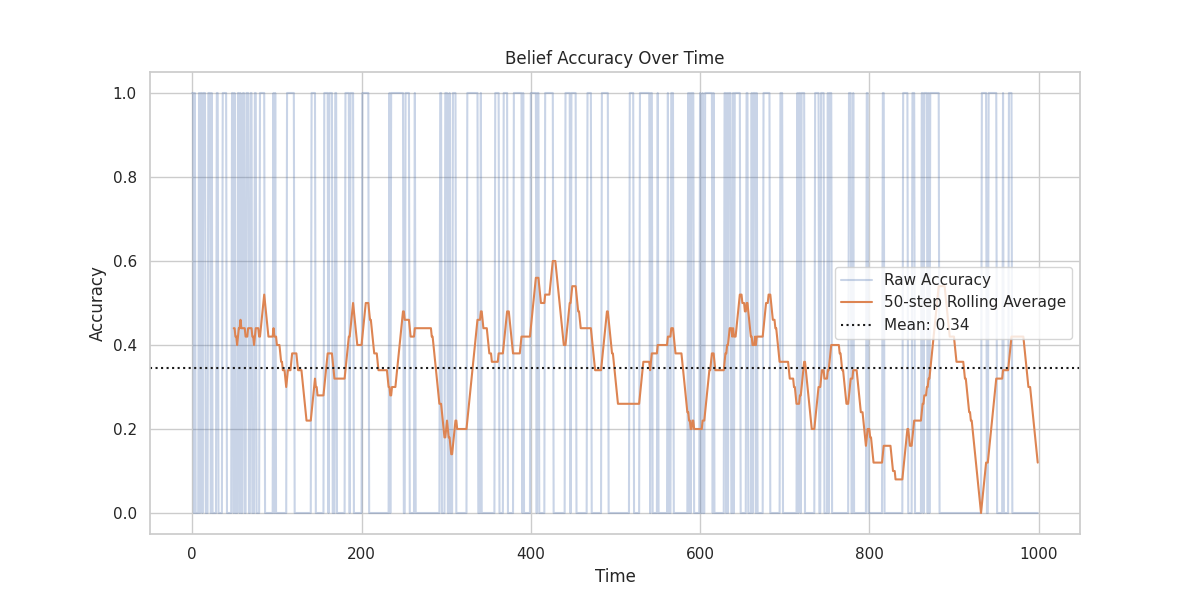 Belief Accuracy Over Time
1.0
0.8
0.6
0.4
0.2
0.0
Accuracy
Raw Accuracy
50-step Rolling Average
Mean: 0.34
0
200
400
600
800
1000
Time